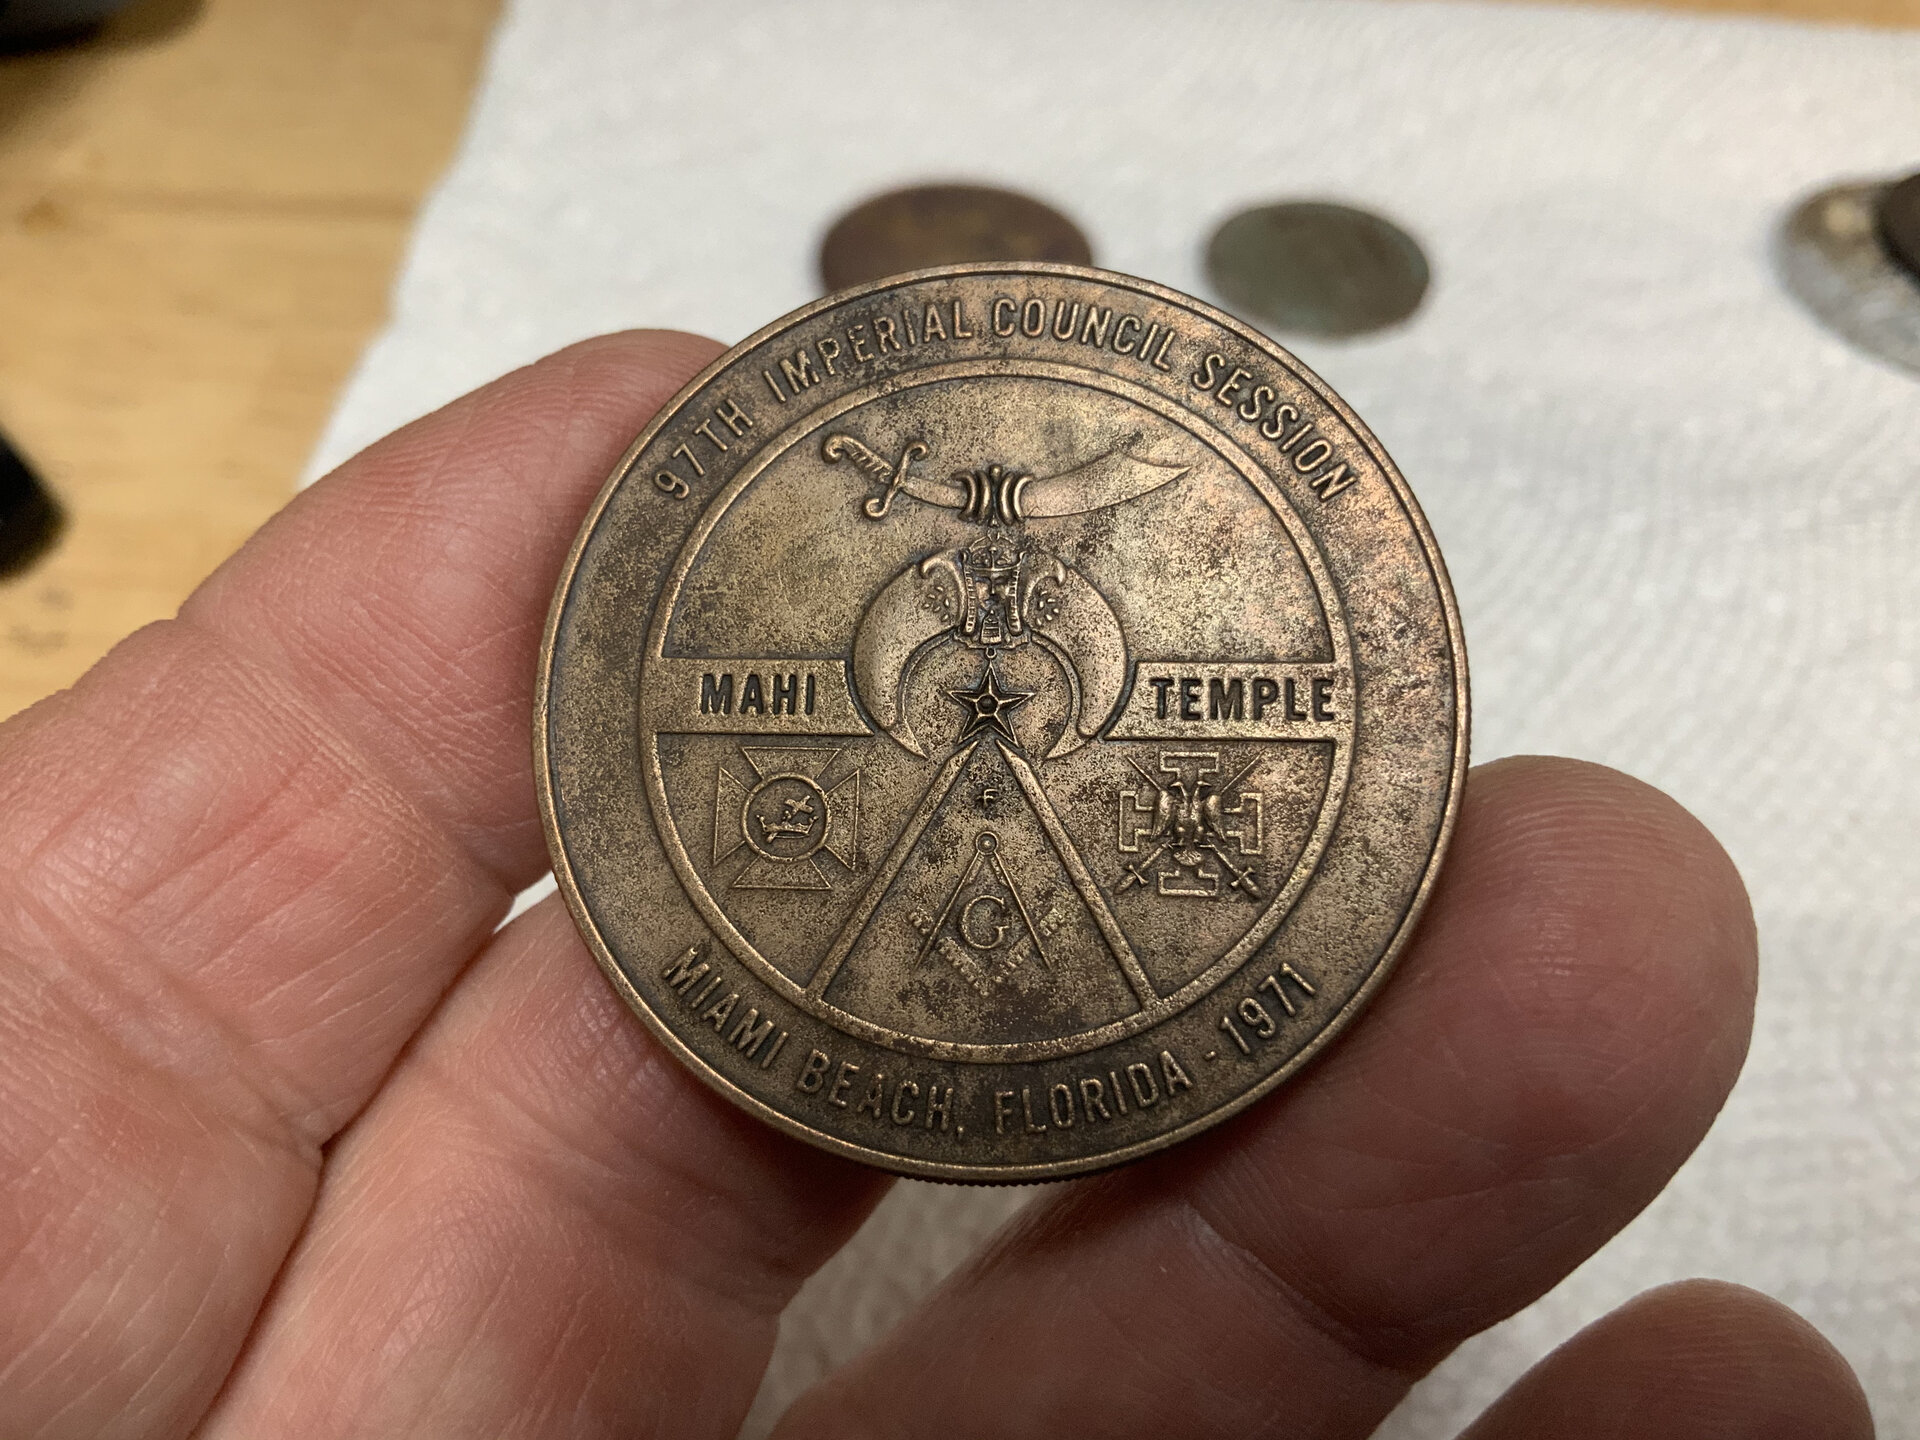 97TH IMPERIAL COUNCIL SESSION
MAHI TEMPLE
F
G
MIAMI BEACH, FLORIDA - 1971